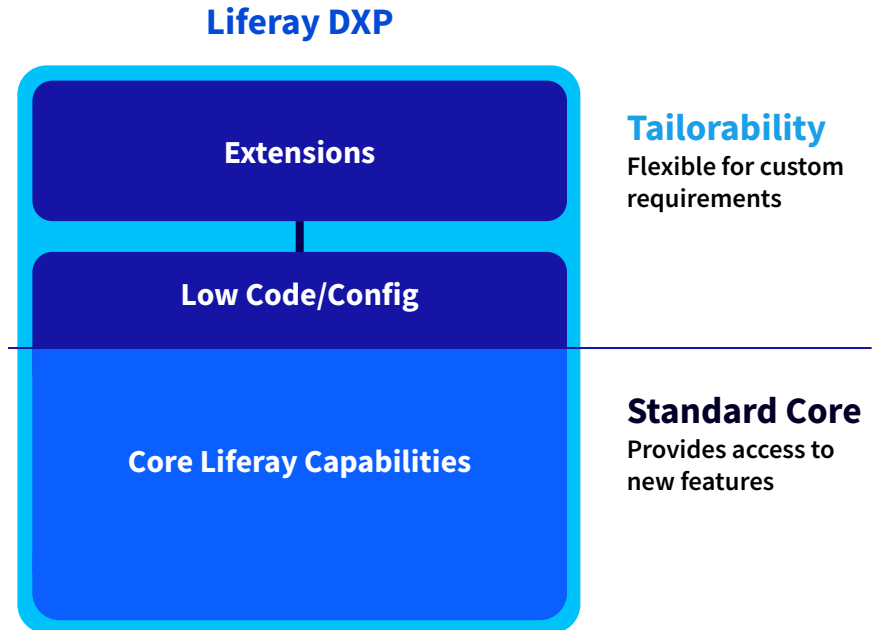 Liferay DXP
Extensions
Tailorability
Flexible for custom
requirements
Low Code/Config
Core Liferay Capabilities
Standard Core
Provides access to
new features